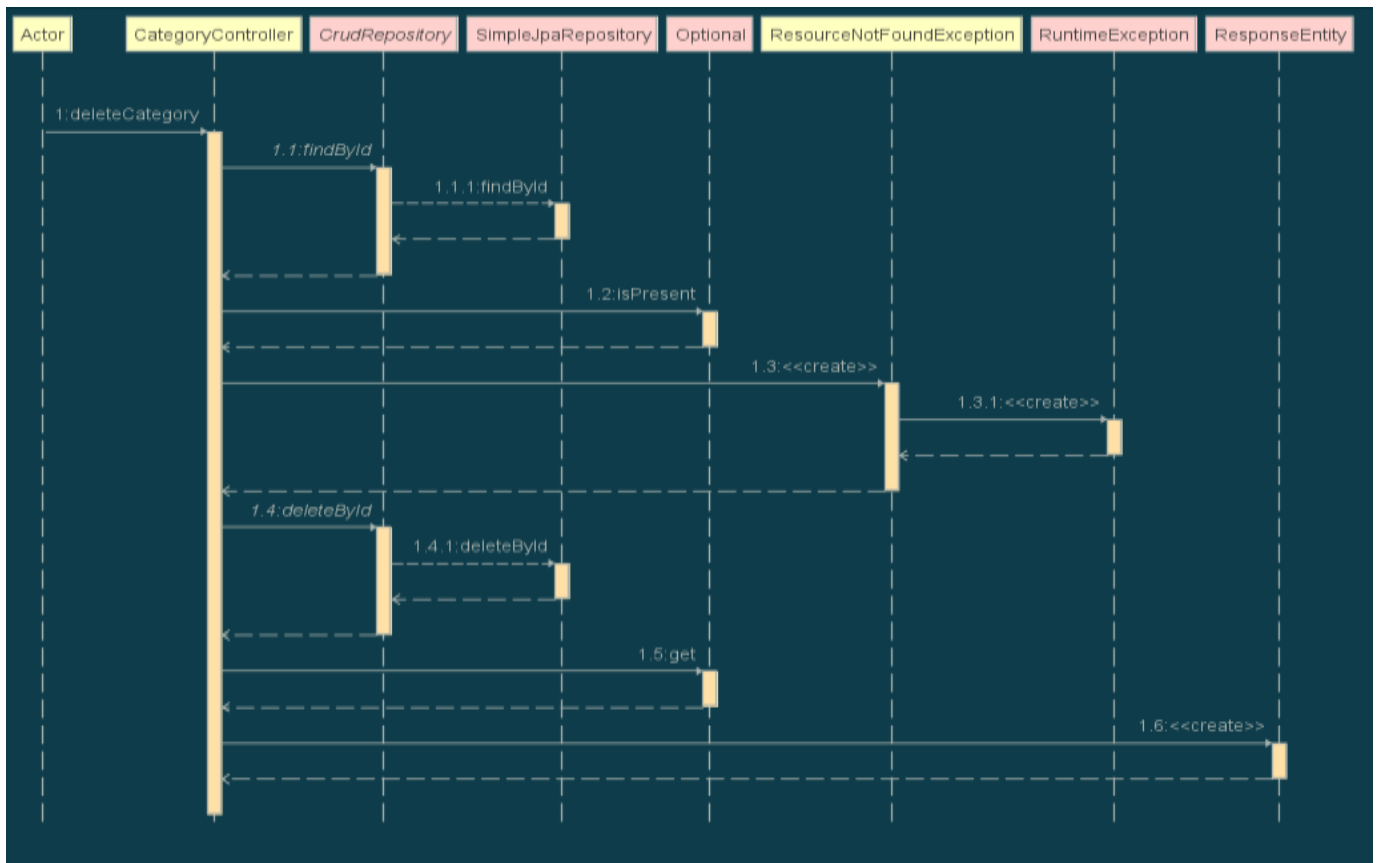 Actor
CategoryController
CrudRepository
SimpleJpaRepository
Optional
ResourceNotFoundException
RuntimeException
ResponseEntity
1:deleteCategory
1.1:findById
1.1.1:findById
1.2:isPresent
1.3:<<create>>
1.3.1:<<create>>
1.4:deleteById
1.4.1:deleteById
1.5:get
1.6:<<create>>